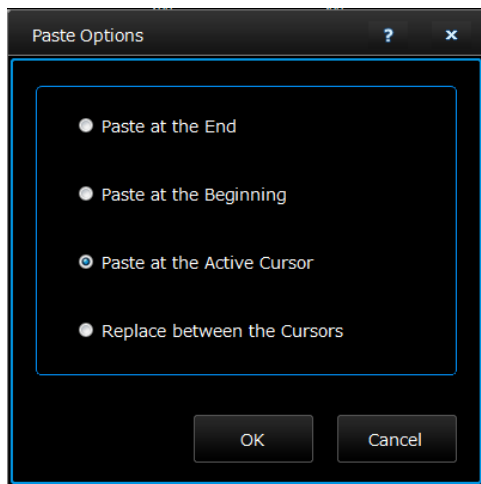 Paste Options ? x
Paste at the End
Paste at the Beginning
Paste at the Active Cursor
Replace between the Cursors
OK Cancel